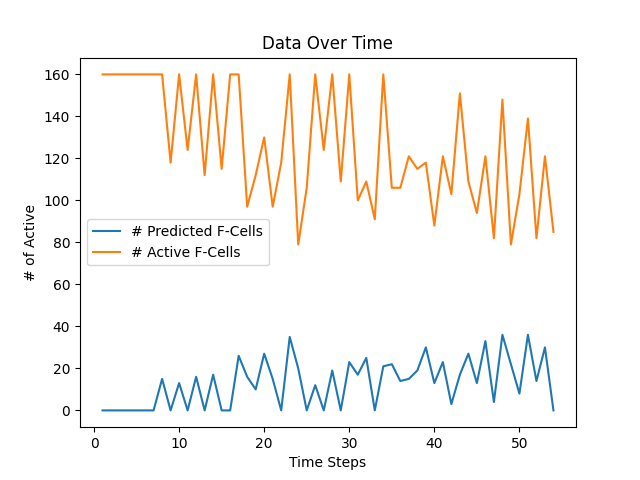 Data Over Time
# of Active
160
140
120
100
80
60
40
20
0
# Predicted F-Cells
# Active F-Cells
0 10 20 30 40 50
Time Steps